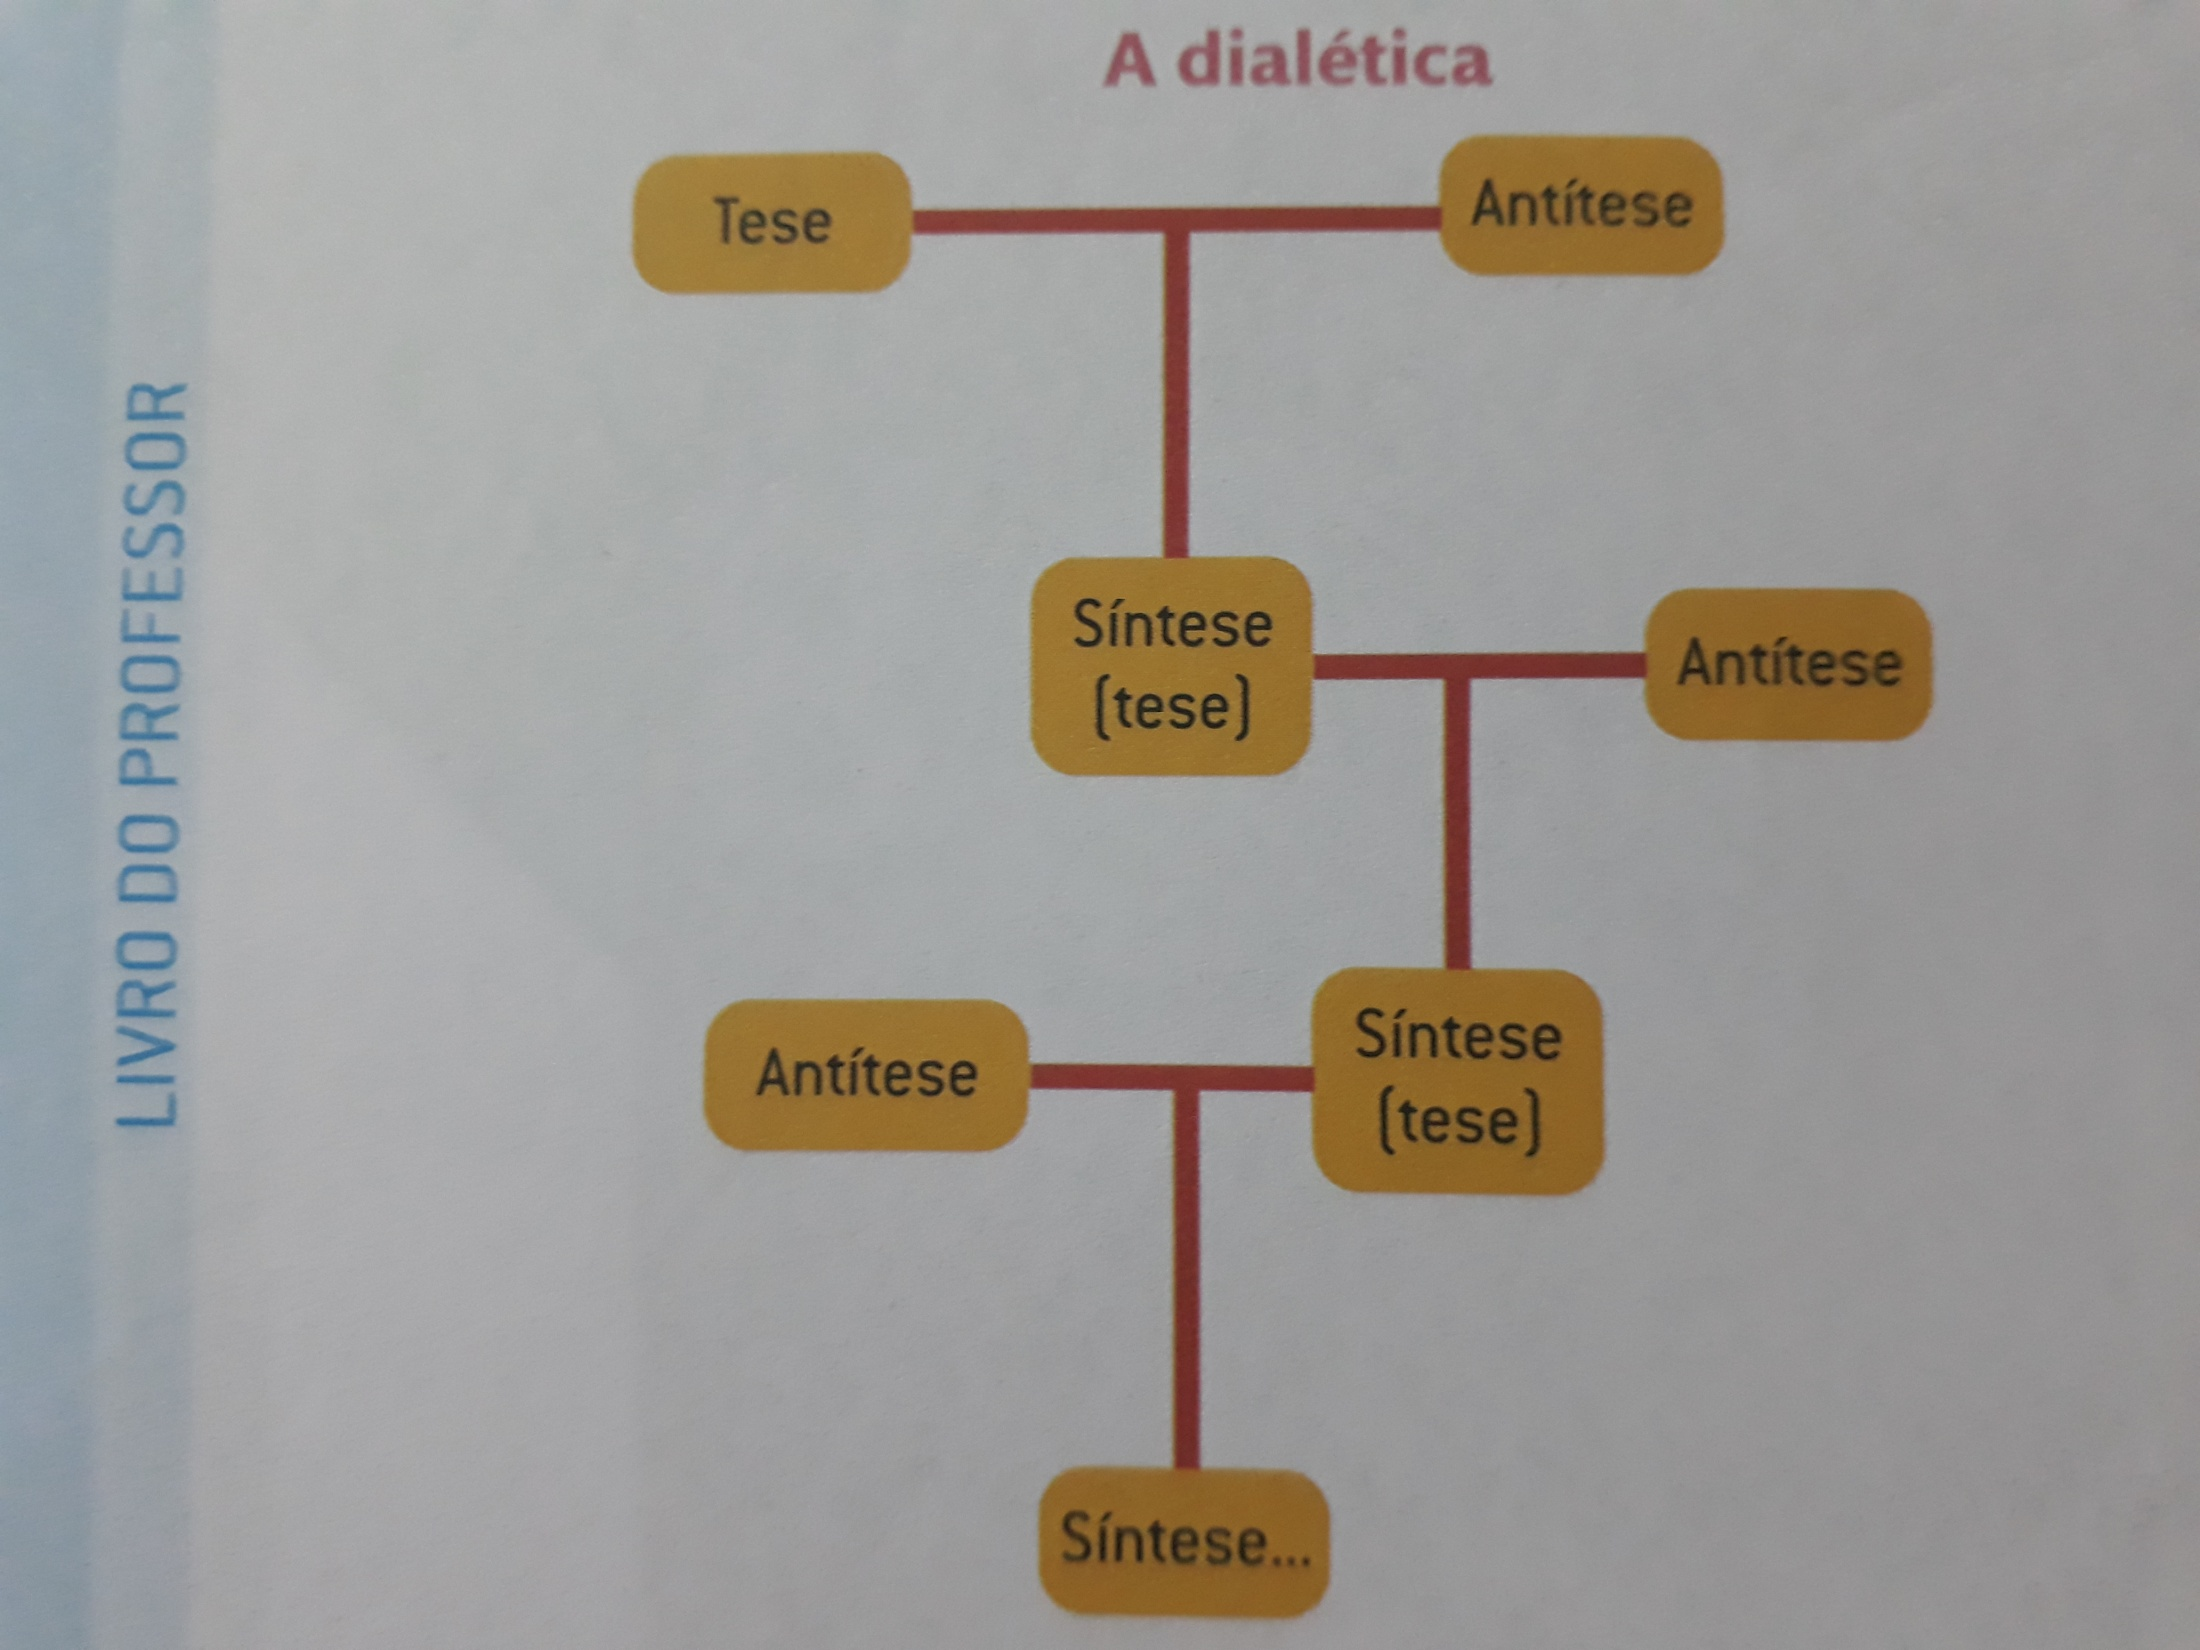 A dialética
Tese
Antítese
Síntese
(tese)
Antítese
Antítese
Síntese
(tese)
Síntese...
LIVRO DO PROFESSOR